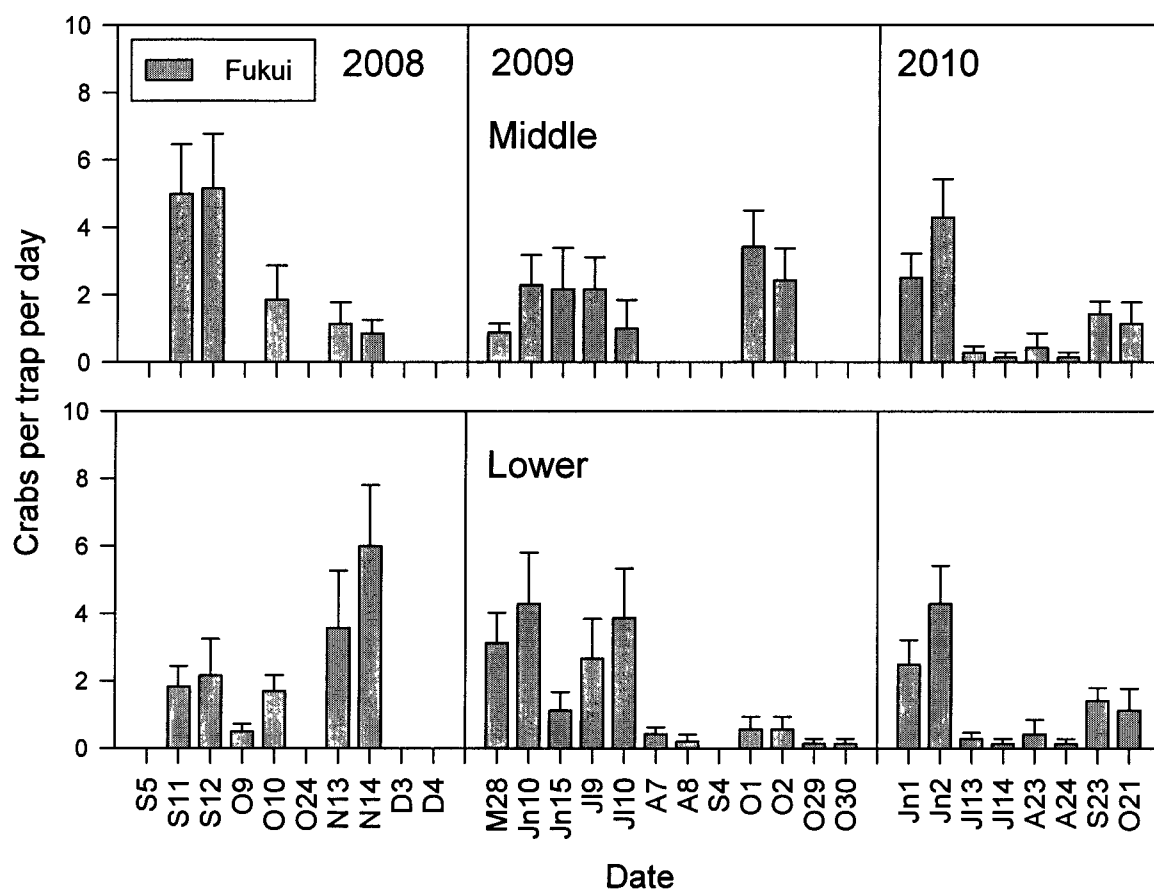 10
8
6
4
2
0
Fukui
2008
2009
2010
Middle
Crabs per trap per day
10
8
6
4
2
0
Lower
S5
S11
S12
O9
O10
O24
N13
N14
D3
D4
M28
Jn10
Jn15
Jl9
Jl10
A7
A8
S4
O1
O2
O29
O30
Jn1
Jn2
Jl13
Jl14
A23
A24
S23
O21
Date